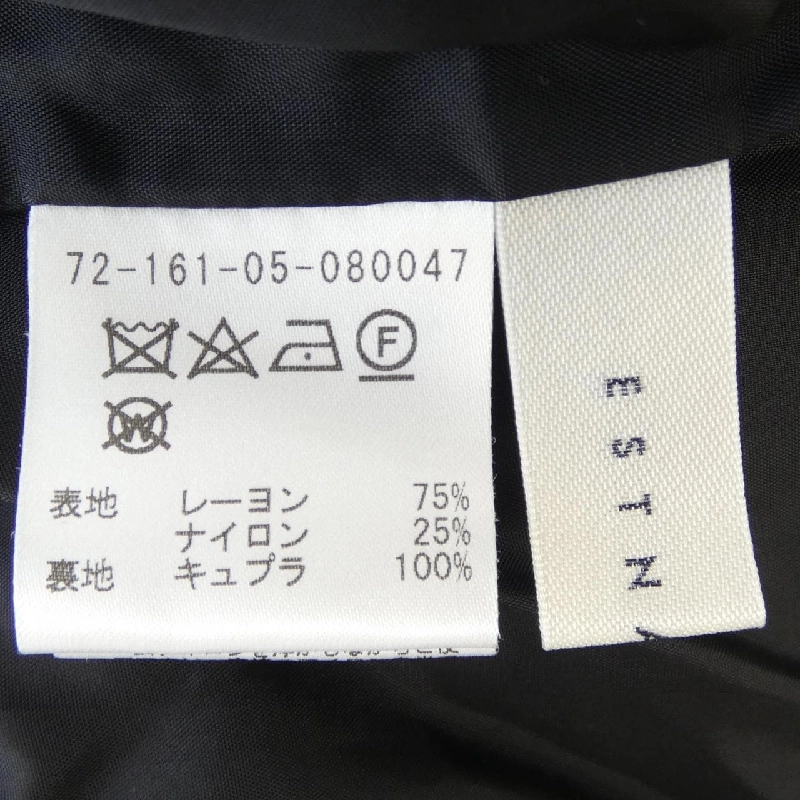 72-161-05-080047
F
W
表地 レーヨン 75%
ナイロン 25%
裏地 キュプラ 100%
ESTNA